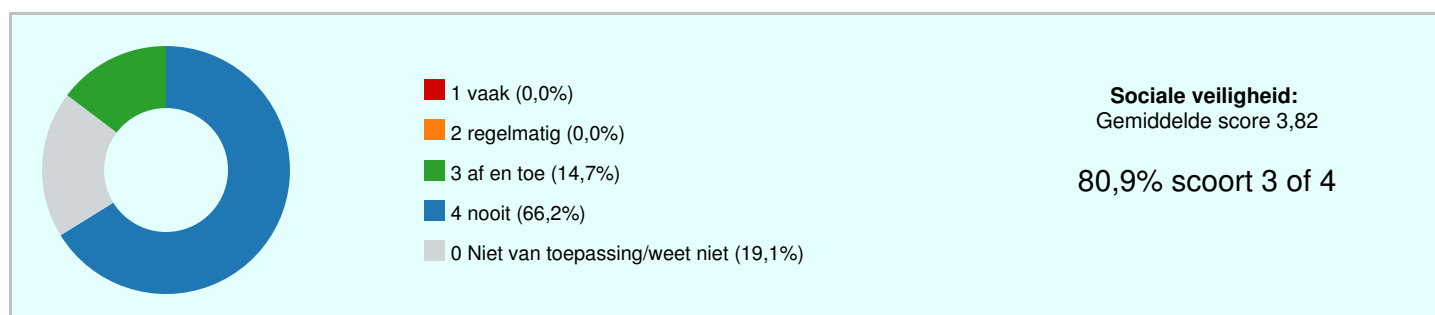 1 vaak (0,0%)
2 regelmatig (0,0%)
3 af en toe (14,7%)
4 nooit (66,2%)
0 Niet van toepassing/weet niet (19,1%)
Sociale veiligheid:
Gemiddelde score 3,82
80,9% scoort 3 of 4